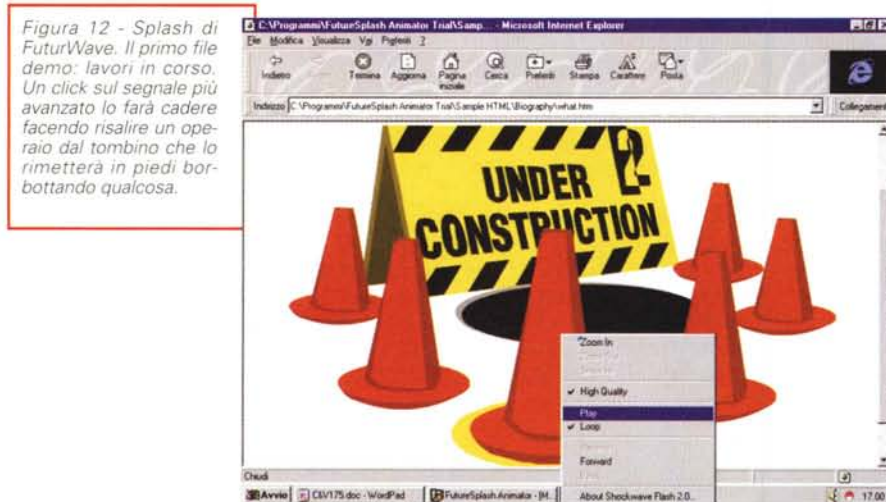 Figura 12 - Splash di
FuturWave. Il primo file
demo: lavori in corso.
Un click sul segnale più
avanzato lo farà cadere
facendo risalire un ope-
raio dal tombino che lo
rimetterà in piedi bor-
bottando qualcosa.
C:\Programmi\FutureSplash Animator Trial\Samp... - Microsoft Internet Explorer
File Modifica Visualizza Vai Preferiti ?
Indietro Termina Aggiorna Pagina iniziale Cerca Preferiti Stampa Carattere Posta
Indirizzo C:\Programmi\FutureSplash Animator Trial\Sample HTML\Biography\what.htm Collegamenti
UNDER
CONSTRUCTION
Zoom In
High Quality
Play
Loop
Forward
About Shockwave Flash 2.0...
Chiudi
Avvio C&V175.doc - WordPad FutureSplash Animator - [M... 17.00